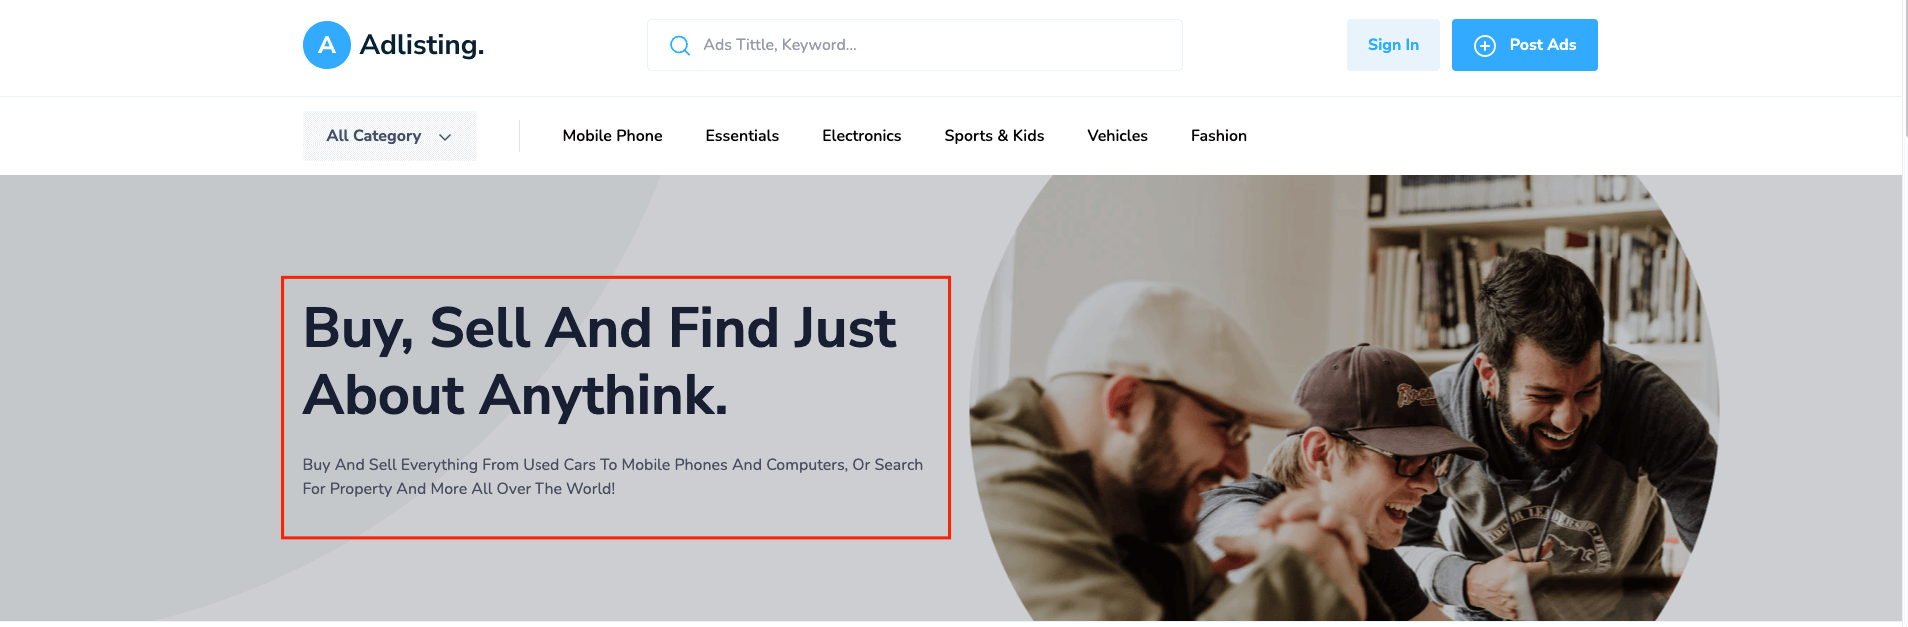 A Adlisting.
Ads Tittle, Keyword...
Sign In
Post Ads
All Category
Mobile Phone
Essentials
Electronics
Sports & Kids
Vehicles
Fashion
Buy, Sell And Find Just
About Anythink.
Buy And Sell Everything From Used Cars To Mobile Phones And Computers, Or Search
For Property And More All Over The World!